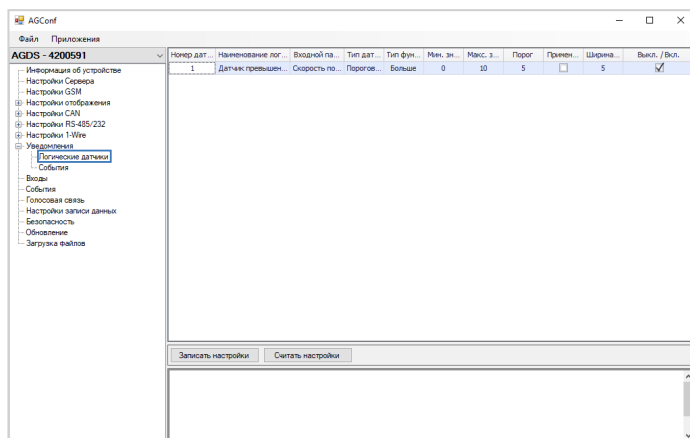 AGConf
Файл Приложения
AGDS - 4200591
Информация об устройстве
Настройки Сервера
Настройки GSM
Настройки отображения
Настройки CAN
Настройки RS-485/232
Настройки 1-Wire
Уведомления
Логические датчики
События
Входы
События
Голосовая связь
Настройки записи данных
Безопасность
Обновление
Загрузка файлов
Номер дат... Наименование лог... Входной па... Тип дат... Тип фун... Мин. зн... Макс. з... Порог Примен... Ширина... Выкл. / Вкл.
1 Датчик превышен... Скорость по... Порогов... Больше 0 10 5 5
Записать настройки Считать настройки